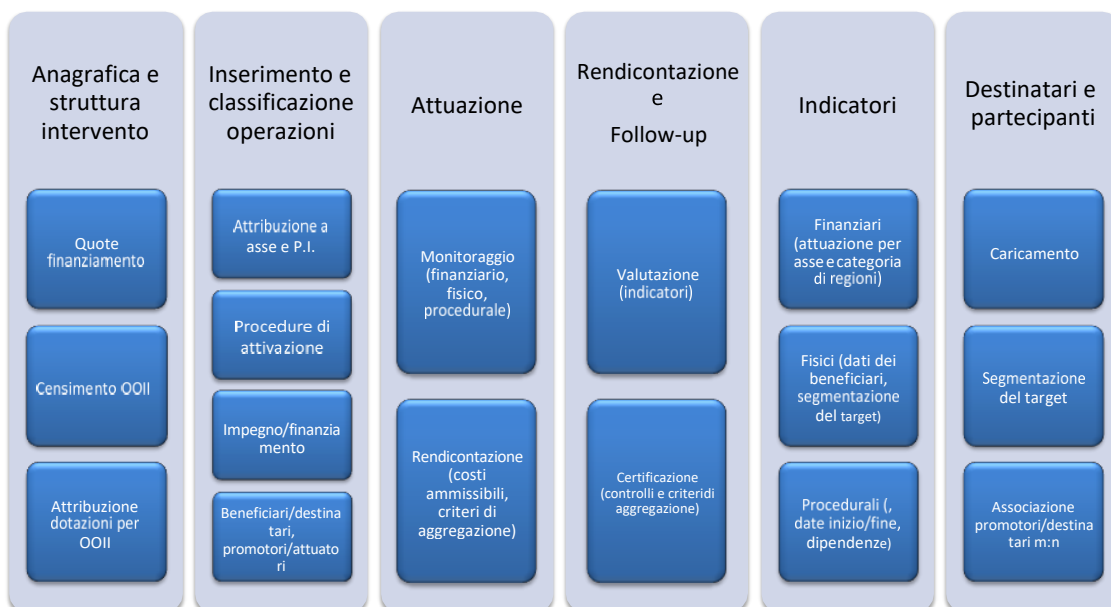 Anagrafica e
struttura
intervento
Quote
finanziamento
Censimento OOII
Attribuzione
dotazioni per
OOII
Inserimento e
classificazione
operazioni
Attribuzione a
asse e P.I.
Procedure di
attivazione
Impegno/finanzia
mento
Beneficiari/destina
tari,
promotori/attuato
ri
Attuazione
Monitoraggio
(finanziario,
fisico,
procedurale)
Rendicontazione
(costi
ammissibili,
criteri di
aggregazione)
Rendicontazione
e
Follow-up
Valutazione
(indicatori)
Certificazione
(controlli e criteridi
aggregazione)
Indicatori
Finanziari
(attuazione per
asse e categoria
di regioni)
Fisici (dati dei
beneficiari,
segmentazione
del target)
Procedurali (,
date inizio/fine,
dipendenze)
Destinatari e
partecipanti
Caricamento
Segmentazione
del target
Associazione
promotori/destina
tari m:n